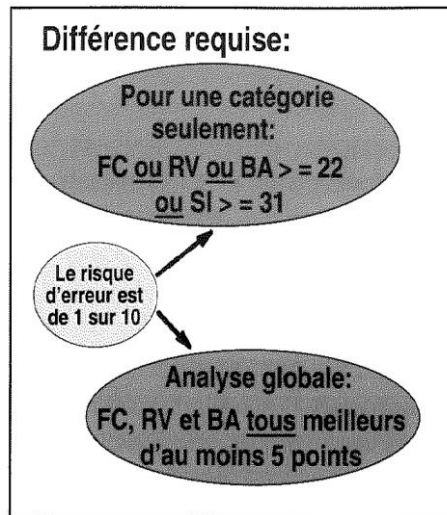 Différence requise:
Pour une catégorie
seulement:
FC ou RV ou BA > = 22
ou SI > = 31
Le risque
d'erreur est
de 1 sur 10
Analyse globale:
FC, RV et BA tous meilleurs
d'au moins 5 points